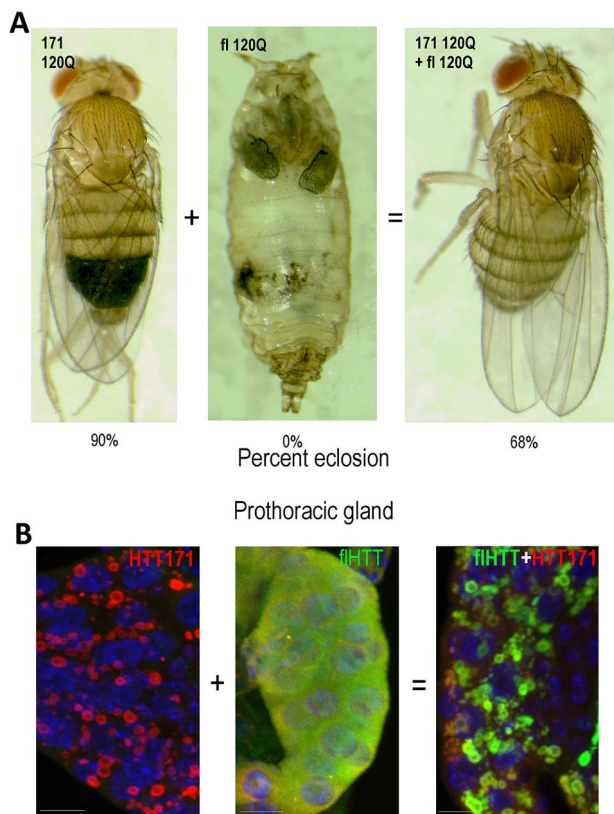 A
171
120Q
fl 120Q
171 120Q
+ fl 120Q
+
=
90%
0%
68%
Percent eclosion
Prothoracic gland
B
HTT171
flHTT
flHTT+HTT171
+
=